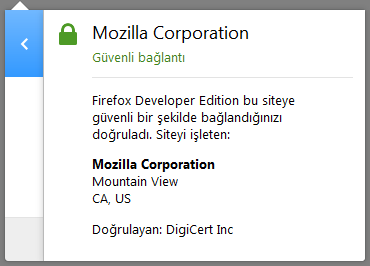 Mozilla Corporation
Güvenli bağlantı
Firefox Developer Edition bu siteye
güvenli bir şekilde bağlandığınızı
doğruladı. Siteyi işleten:
Mozilla Corporation
Mountain View
CA, US
Doğrulayan: DigiCert Inc